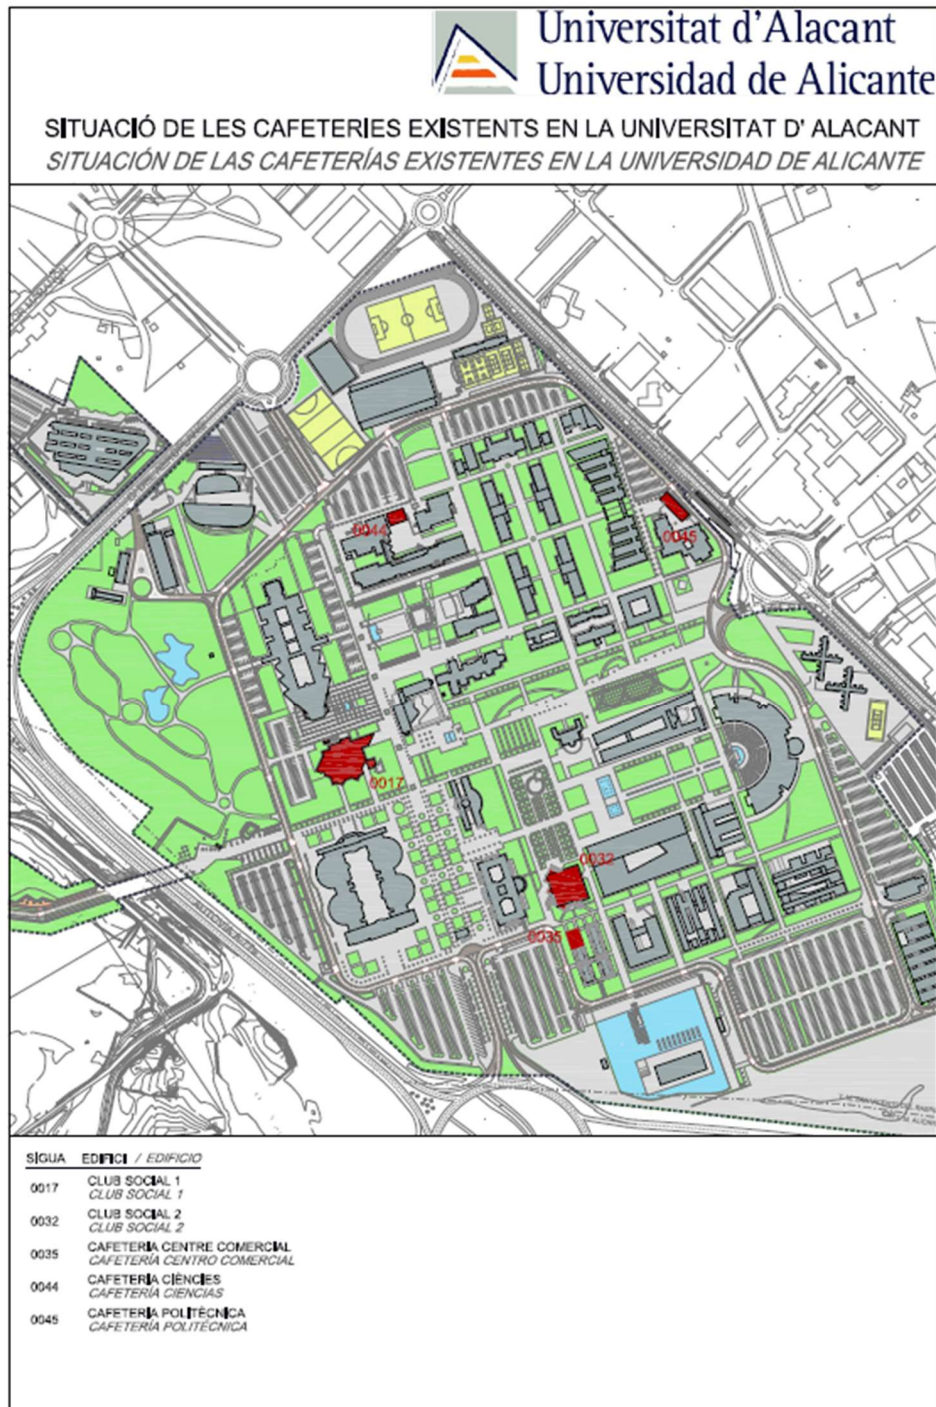 Universitat d'Alacant
Universidad de Alicante
SITUACIÓ DE LES CAFETERIES EXISTENTS EN LA UNIVERSITAT D' ALACANT
SITUACIÓN DE LAS CAFETERÍAS EXISTENTES EN LA UNIVERSIDAD DE ALICANTE
0044
0045
0017
0032
0035
SIGUA EDIFICI / EDIFICIO
0017 CLUB SOCIAL 1
CLUB SOCIAL 1
0032 CLUB SOCIAL 2
CLUB SOCIAL 2
0035 CAFETERÍA CENTRE COMERCIAL
CAFETERÍA CENTRO COMERCIAL
0044 CAFETERÍA CIÈNCIES
CAFETERÍA CIENCIAS
0045 CAFETERÍA POLITÈCNICA
CAFETERÍA POLITÉCNICA